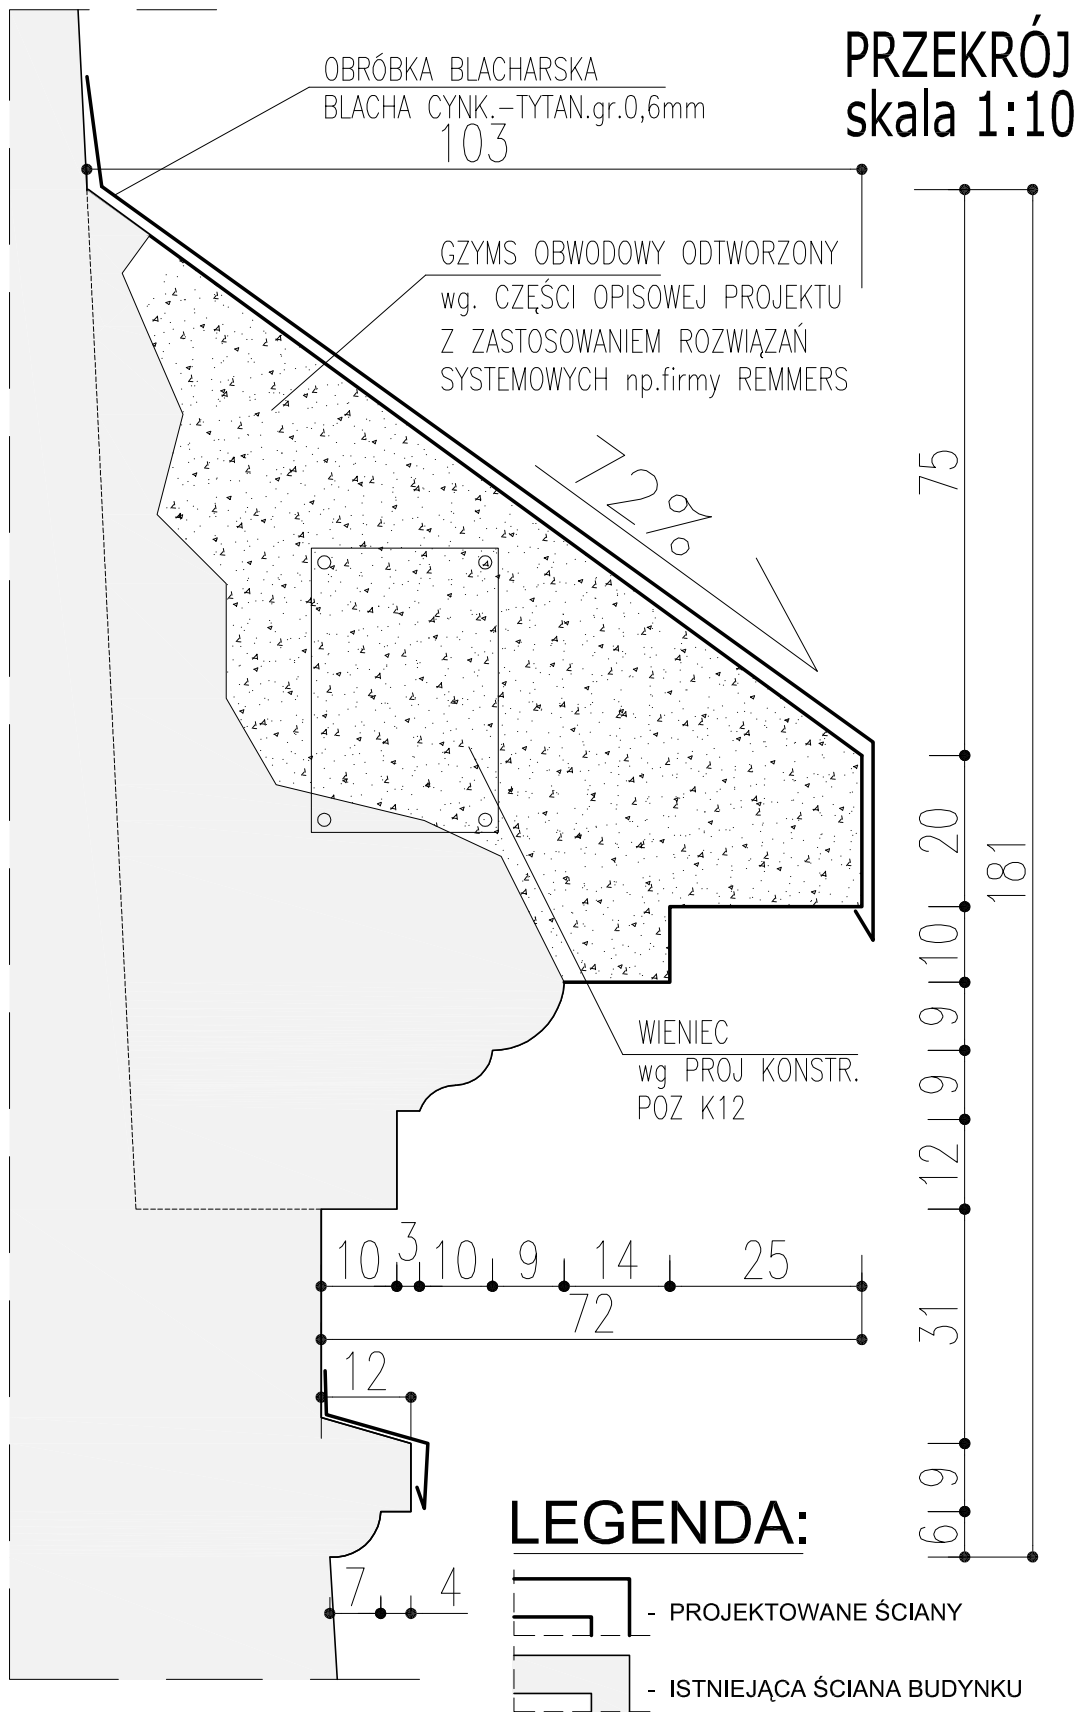 PRZEKRÓJ
skala 1:10
OBRÓBKA BLACHARSKA
BLACHA CYNK.-TYTAN.gr.0,6mm
103
GZYMS OBWODOWY ODTWORZONY
wg. CZĘŚCI OPISOWEJ PROJEKTU
Z ZASTOSOWANIEM ROZWIĄZAŃ
SYSTEMOWYCH np.firmy REMMERS
72%
75
20
181
10
9
9
12
31
9
6
WIENIEC
wg PROJ KONSTR.
POZ K12
10 3 10 9 14 25
72
12
7 4
LEGENDA:
- PROJEKTOWANE ŚCIANY
- ISTNIEJĄCA ŚCIANA BUDYNKU